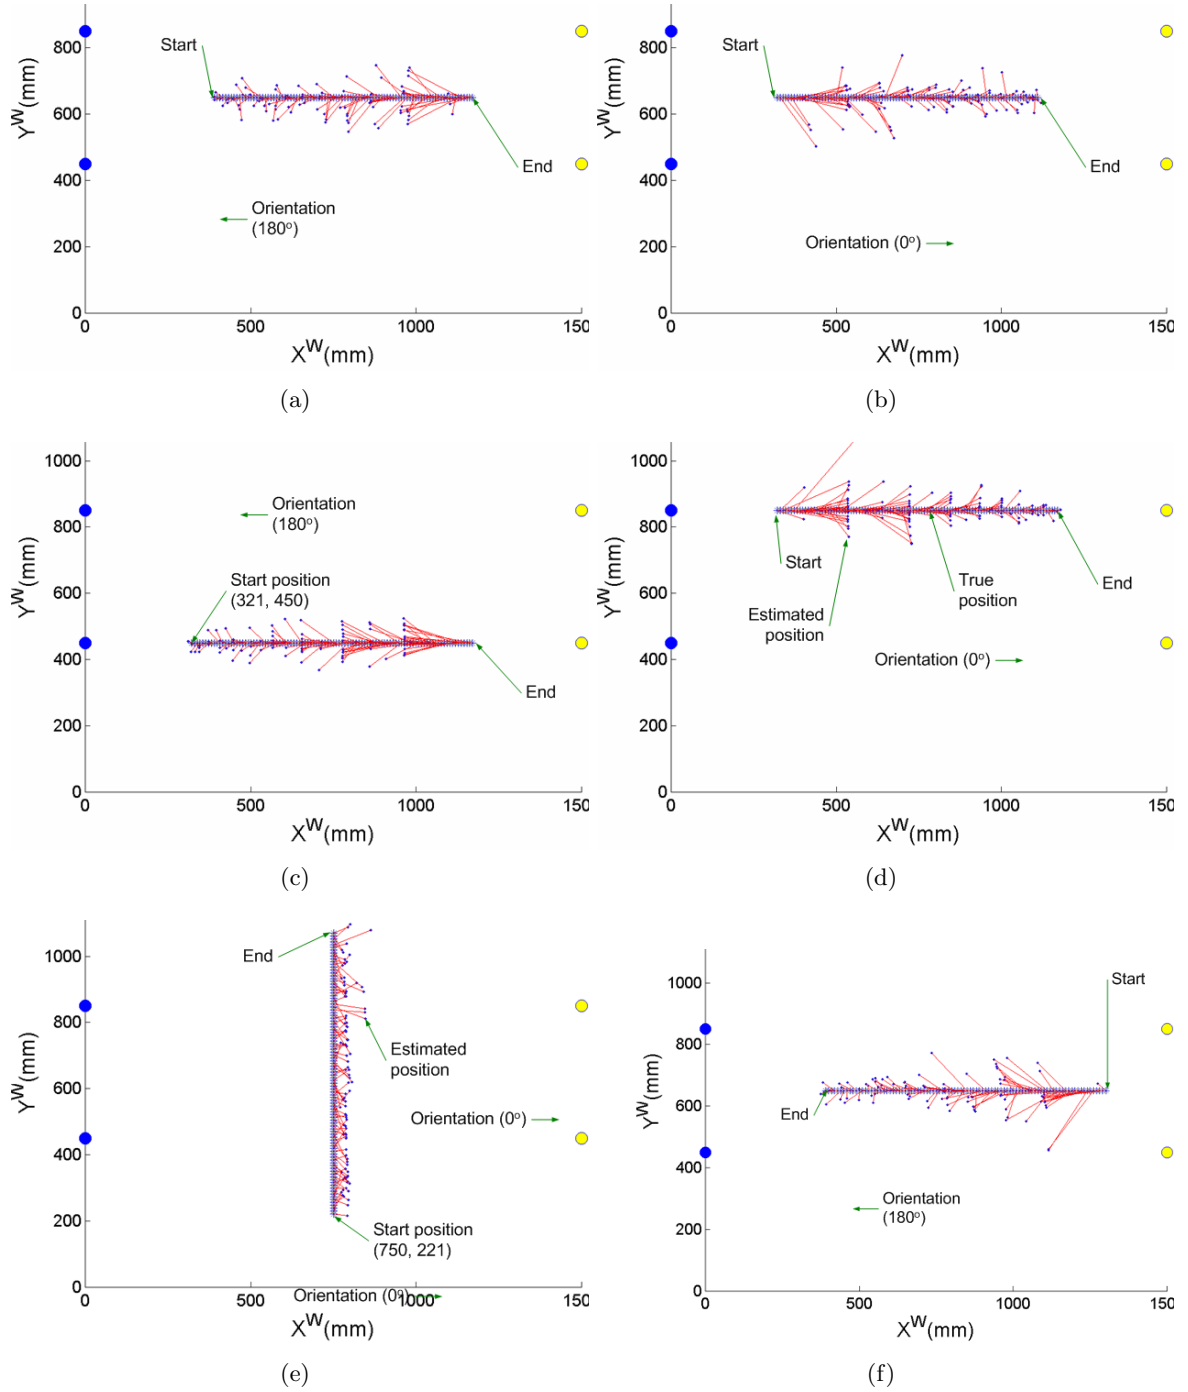 800
600
400
200
0
0
500
1000
150
Y^W(mm)
X^W(mm)
Start
End
Orientation
(180°)
(a)
800
600
400
200
0
0
500
1000
150
Y^W(mm)
X^W(mm)
Start
End
Orientation (0°)
(b)
1000
800
600
400
200
0
0
500
1000
150
Y^W(mm)
X^W(mm)
Orientation
(180°)
Start position
(321, 450)
End
(c)
1000
800
600
400
200
0
0
500
1000
150
Y^W(mm)
X^W(mm)
Start
Estimated
position
True
position
End
Orientation (0°)
(d)
1000
800
600
400
200
0
0
500
1000
150
Y^W(mm)
X^W(mm)
End
Estimated
position
Orientation (0°)
Start position
(750, 221)
Orientation (0°)
(e)
1000
800
600
400
200
0
0
500
1000
150
Y^W(mm)
X^W(mm)
Start
End
Orientation
(180°)
(f)